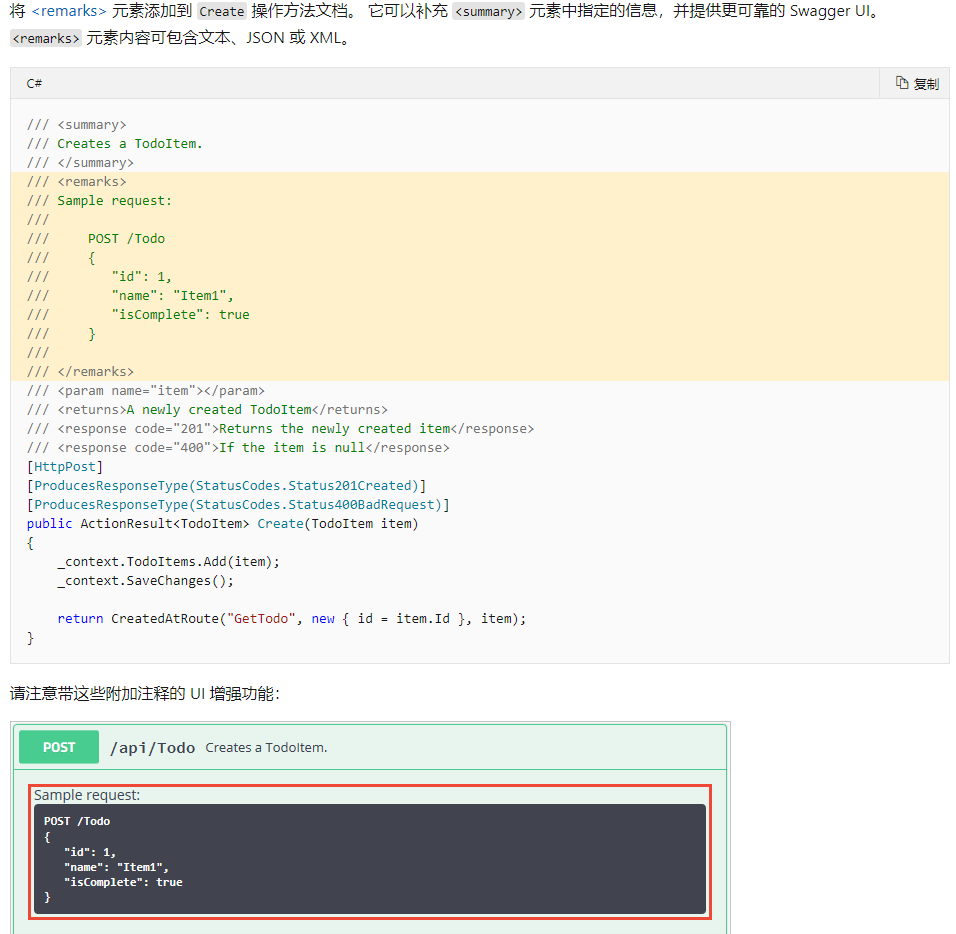 将 <remarks> 元素添加到 Create 操作方法文档。 它可以补充 <summary> 元素中指定的信息，并提供更可靠的 Swagger UI。
<remarks> 元素内容可包含文本、JSON 或 XML。
C# 复制
/// <summary>
/// Creates a TodoItem.
/// </summary>
/// <remarks>
/// Sample request:
///
///     POST /Todo
///     {
///        "id": 1,
///        "name": "Item1",
///        "isComplete": true
///     }
///
/// </remarks>
/// <param name="item"></param>
/// <returns>A newly created TodoItem</returns>
/// <response code="201">Returns the newly created item</response>
/// <response code="400">If the item is null</response>
[HttpPost]
[ProducesResponseType(StatusCodes.Status201Created)]
[ProducesResponseType(StatusCodes.Status400BadRequest)]
public ActionResult<TodoItem> Create(TodoItem item)
{
    _context.TodoItems.Add(item);
    _context.SaveChanges();

    return CreatedAtRoute("GetTodo", new { id = item.Id }, item);
}
请注意带这些附加注释的 UI 增强功能：
POST /api/Todo Creates a TodoItem.
Sample request:
POST /Todo
{
   "id": 1,
   "name": "Item1",
   "isComplete": true
}